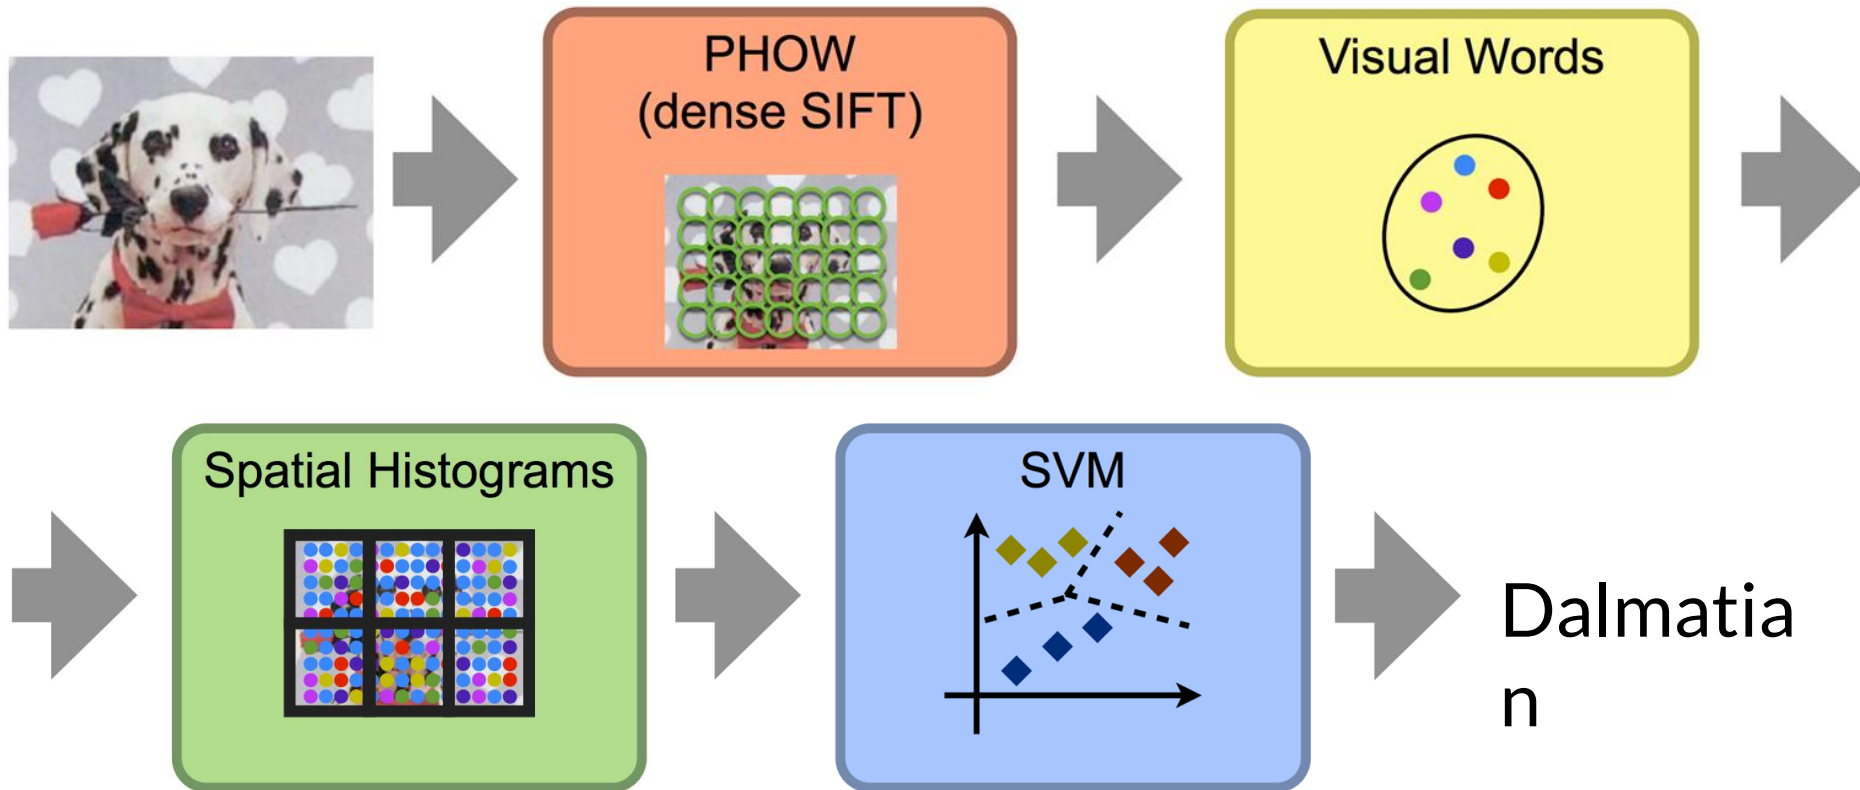 PHOW
(dense SIFT)
Visual Words
Spatial Histograms
SVM
Dalmatia
n